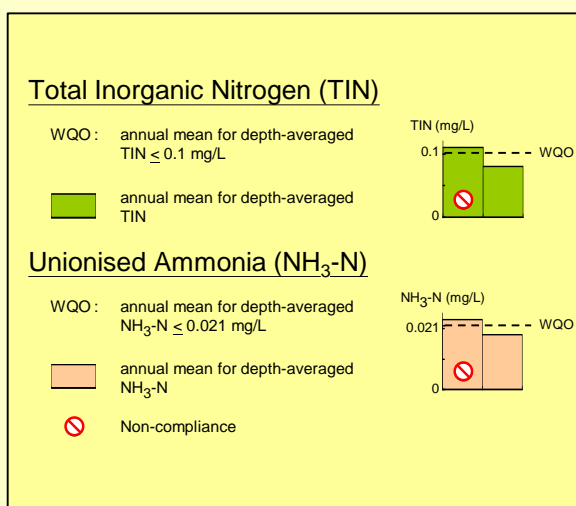 Total Inorganic Nitrogen (TIN)
WQO : annual mean for depth-averaged
TIN ≤ 0.1 mg/L
annual mean for depth-averaged
TIN
TIN (mg/L)
0.1
WQO
0
Unionised Ammonia (NH₃-N)
WQO : annual mean for depth-averaged
NH₃-N ≤ 0.021 mg/L
annual mean for depth-averaged
NH₃-N
Non-compliance
NH₃-N (mg/L)
0.021
WQO
0